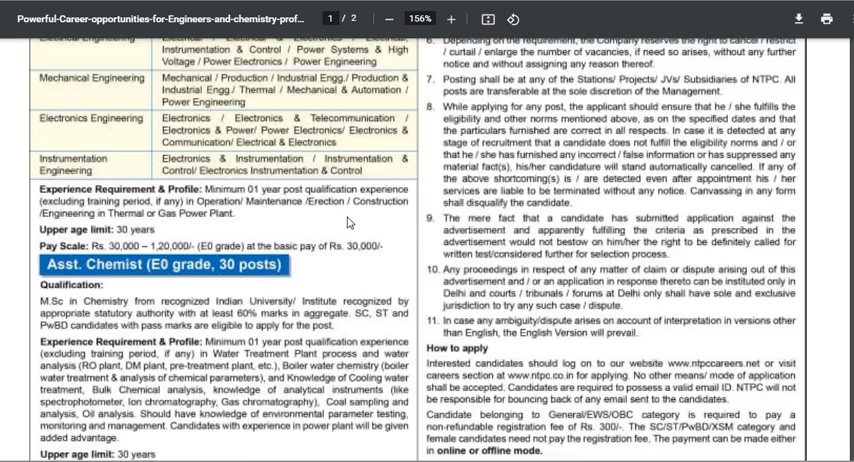 Powerful-Career-opportunities-for-Engineers-and-chemistry-prof...
1 / 2
156%
Electrical Engineering
Electrical / Electrical & Electronics / Electrical,
Instrumentation & Control / Power Systems & High
Voltage / Power Electronics / Power Engineering
Mechanical Engineering
Mechanical / Production / Industrial Engg./ Production &
Industrial Engg./ Thermal / Mechanical & Automation /
Power Engineering
Electronics Engineering
Electronics / Electronics & Telecommunication /
Electronics & Power/ Power Electronics/ Electronics &
Communication/ Electrical & Electronics
Instrumentation
Engineering
Electronics & Instrumentation / Instrumentation &
Control/ Electronics Instrumentation & Control
Experience Requirement & Profile: Minimum 01 year post qualification experience
(excluding training period, if any) in Operation/ Maintenance /Erection / Construction
/Engineering in Thermal or Gas Power Plant.
Upper age limit: 30 years
Pay Scale: Rs. 30,000 – 1,20,000/- (E0 grade) at the basic pay of Rs. 30,000/-
Asst. Chemist (E0 grade, 30 posts)
Qualification:
M.Sc in Chemistry from recognized Indian University/ Institute recognized by
appropriate statutory authority with at least 60% marks in aggregate. SC, ST and
PwBD candidates with pass marks are eligible to apply for the post.
Experience Requirement & Profile: Minimum 01 year post qualification experience
(excluding training period, if any) in Water Treatment Plant process and water
analysis (RO plant, DM plant, pre-treatment plant, etc.), Boiler water chemistry (boiler
water treatment & analysis of chemical parameters), and Knowledge of Cooling water
treatment, Bulk Chemical Analysis, knowledge of analytical instruments (like
spectrophotometer, Ion chromatography, Gas chromatography), Coal sampling and
analysis, Oil analysis. Should have knowledge of environmental parameter testing,
monitoring and management. Candidates with experience in power plant will be given
added advantage.
Upper age limit: 30 years
6. Depending on the requirement, the Company reserves the right to cancel / restrict
/ curtail / enlarge the number of vacancies, if need so arises, without any further
notice and without assigning any reason thereof.
7. Posting shall be at any of the Stations/ Projects/ JVs/ Subsidiaries of NTPC. All
posts are transferable at the sole discretion of the Management.
8. While applying for any post, the applicant should ensure that he / she fulfills the
eligibility and other norms mentioned above, as on the specified dates and that
the particulars furnished are correct in all respects. In case it is detected at any
stage of recruitment that a candidate does not fulfill the eligibility norms and / or
that he / she has furnished any incorrect / false information or has suppressed any
material fact(s), his/her candidature will stand automatically cancelled. If any of
the above shortcoming(s) is / are detected even after appointment his / her
services are liable to be terminated without any notice. Canvassing in any form
shall disqualify the candidate.
9. The mere fact that a candidate has submitted application against the
advertisement and apparently fulfilling the criteria as prescribed in the
advertisement would not bestow on him/her the right to be definitely called for
written test/considered further for selection process.
10. Any proceedings in respect of any matter of claim or dispute arising out of this
advertisement and / or an application in response thereto can be instituted only in
Delhi and courts / tribunals / forums at Delhi only shall have sole and exclusive
jurisdiction to try any such case / dispute.
11. In case any ambiguity/dispute arises on account of interpretation in versions other
than English, the English Version will prevail.
How to apply
Interested candidates should log on to our website www.ntpccareers.net or visit
careers section at www.ntpc.co.in for applying. No other means/ mode of application
shall be accepted. Candidates are required to possess a valid email ID. NTPC will not
be responsible for bouncing back of any email sent to the candidates.
Candidate belonging to General/EWS/OBC category is required to pay a
non-refundable registration fee of Rs. 300/-. The SC/ST/PwBD/XSM category and
female candidates need not pay the registration fee. The payment can be made either
in online or offline mode.